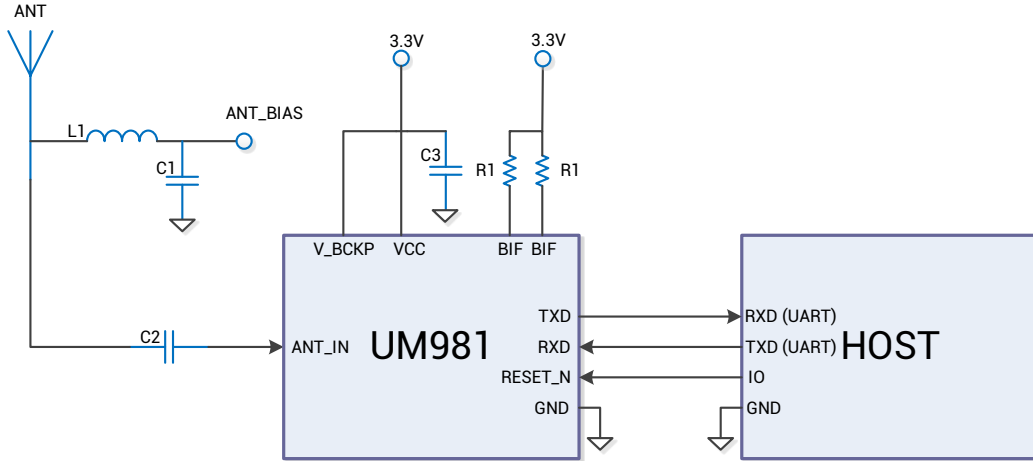 ANT
3.3V
3.3V
ANT_BIAS
L1
C1
C3
R1
R1
V_BCKP
VCC
BIF
BIF
TXD
RXD (UART)
C2
ANT_IN
UM981
RXD
TXD (UART)
HOST
RESET_N
IO
GND
GND